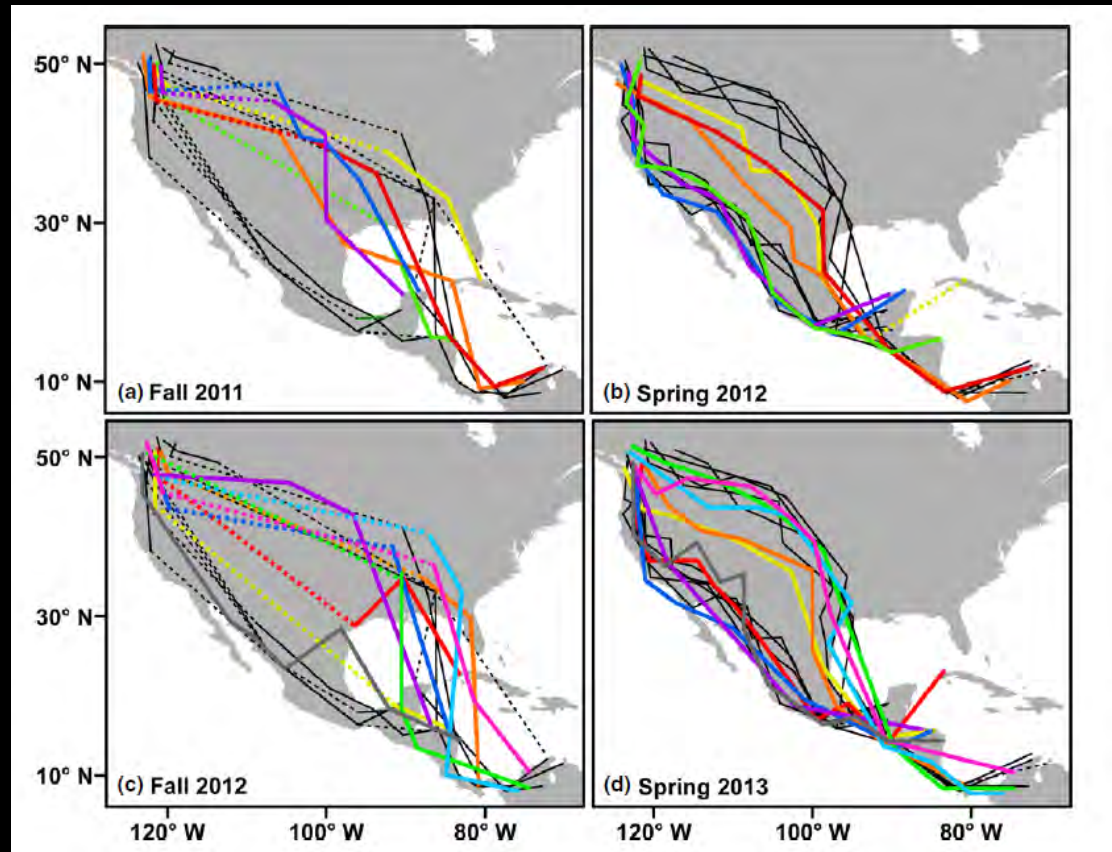 50° N
30° N
10° N
(a) Fall 2011
(b) Spring 2012
50° N
30° N
10° N
(c) Fall 2012
(d) Spring 2013
120° W
100° W
80° W
120° W
100° W
80° W